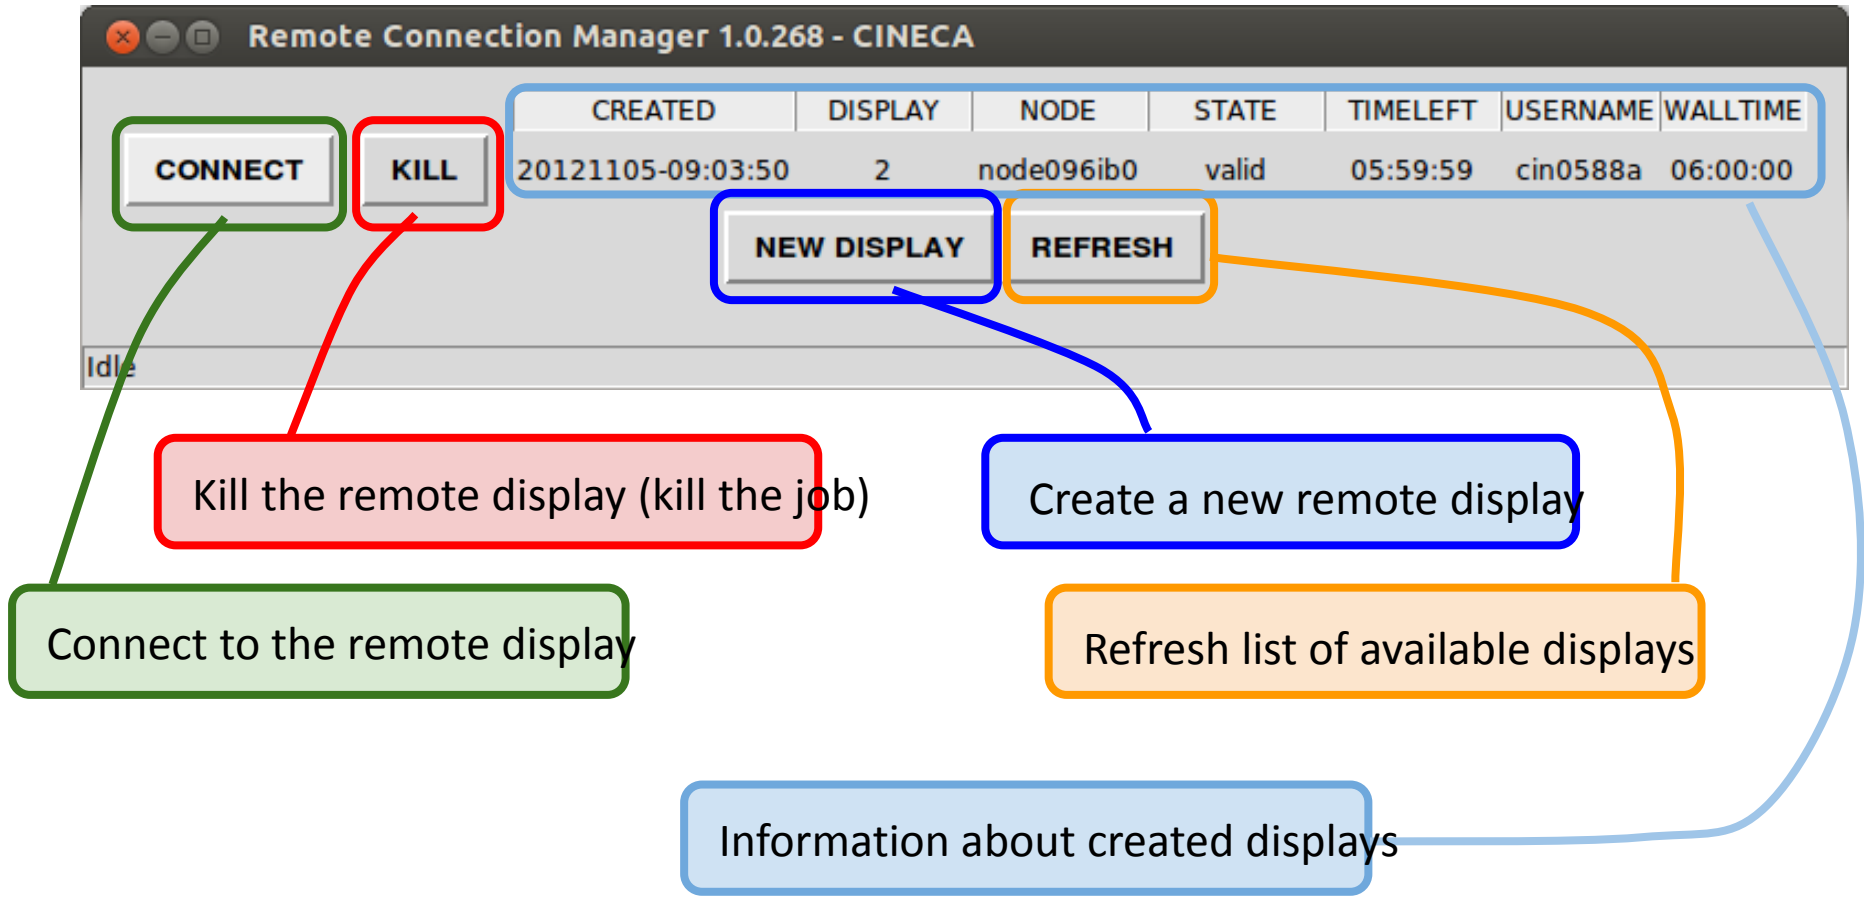 Remote Connection Manager 1.0.268 - CINECA
CREATED DISPLAY NODE STATE TIMELEFT USERNAME WALLTIME
CONNECT KILL 20121105-09:03:50 2 node096ib0 valid 05:59:59 cin0588a 06:00:00
NEW DISPLAY REFRESH
Idle
Kill the remote display (kill the job)
Create a new remote display
Connect to the remote display
Refresh list of available displays
Information about created displays